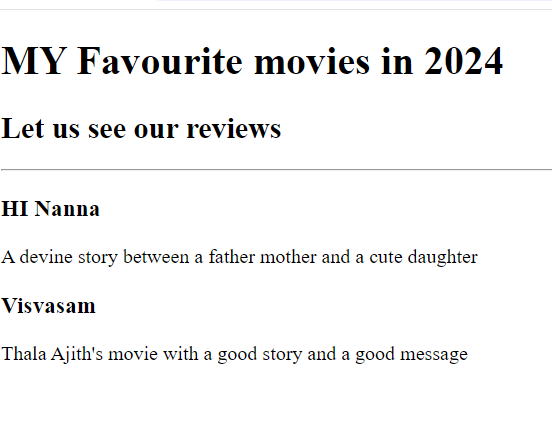 MY Favourite movies in 2024
Let us see our reviews
HI Nanna
A devine story between a father mother and a cute daughter
Visvasam
Thala Ajith's movie with a good story and a good message